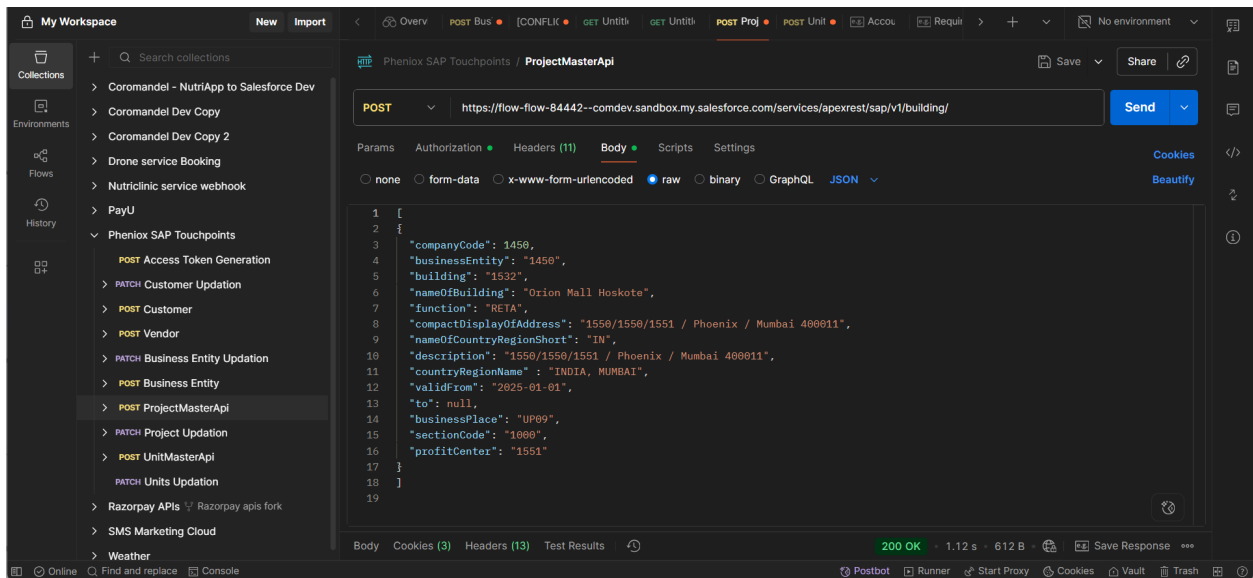 My Workspace New Import
Overv POST Bus [CONFLIC GET Untitle GET Untitle POST Proj POST Unit Accou Requir No environment
Collections
Environments
Flows
History
Search collections
Coromandel - NutriApp to Salesforce Dev
Coromandel Dev Copy
Coromandel Dev Copy 2
Drone service Booking
Nutriclinic service webhook
PayU
Pheniox SAP Touchpoints
POST Access Token Generation
PATCH Customer Updation
POST Customer
POST Vendor
PATCH Business Entity Updation
POST Business Entity
POST ProjectMasterApi
PATCH Project Updation
POST UnitMasterApi
PATCH Units Updation
Razorpay APIs Razorpay apis fork
SMS Marketing Cloud
Weather
HTTP Pheniox SAP Touchpoints / ProjectMasterApi Save Share
POST https://flow-flow-84442--comdev.sandbox.my.salesforce.com/services/apexrest/sap/v1/building/ Send
Params Authorization Headers (11) Body Scripts Settings Cookies
none form-data x-www-form-urlencoded raw binary GraphQL JSON Beautify
1 [
2 {
3 "companyCode": 1450,
4 "businessEntity": "1450",
5 "building": "1532",
6 "nameOfBuilding": "Orion Mall Hoskote",
7 "function": "RETA",
8 "compactDisplayOfAddress": "1550/1550/1551 / Phoenix / Mumbai 400011",
9 "nameOfCountryRegionShort": "IN",
10 "description": "1550/1550/1551 / Phoenix / Mumbai 400011",
11 "countryRegionName" : "INDIA, MUMBAI",
12 "validFrom": "2025-01-01",
13 "to": null,
14 "businessPlace": "UP09",
15 "sectionCode": "1000",
16 "profitCenter": "1551"
17 }
18 ]
19
Body Cookies (3) Headers (13) Test Results 200 OK 1.12 s 612 B Save Response
Online Find and replace Console Postbot Runner Start Proxy Cookies Vault Trash